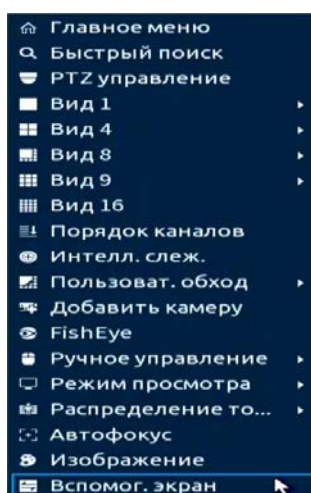 Главное меню
Быстрый поиск
PTZ управление
Вид 1
Вид 4
Вид 8
Вид 9
Вид 16
Порядок каналов
Интелл. слеж.
Пользоват. обход
Добавить камеру
FishEye
Ручное управление
Режим просмотра
Распределение то...
Автофокус
Изображение
Вспомог. экран